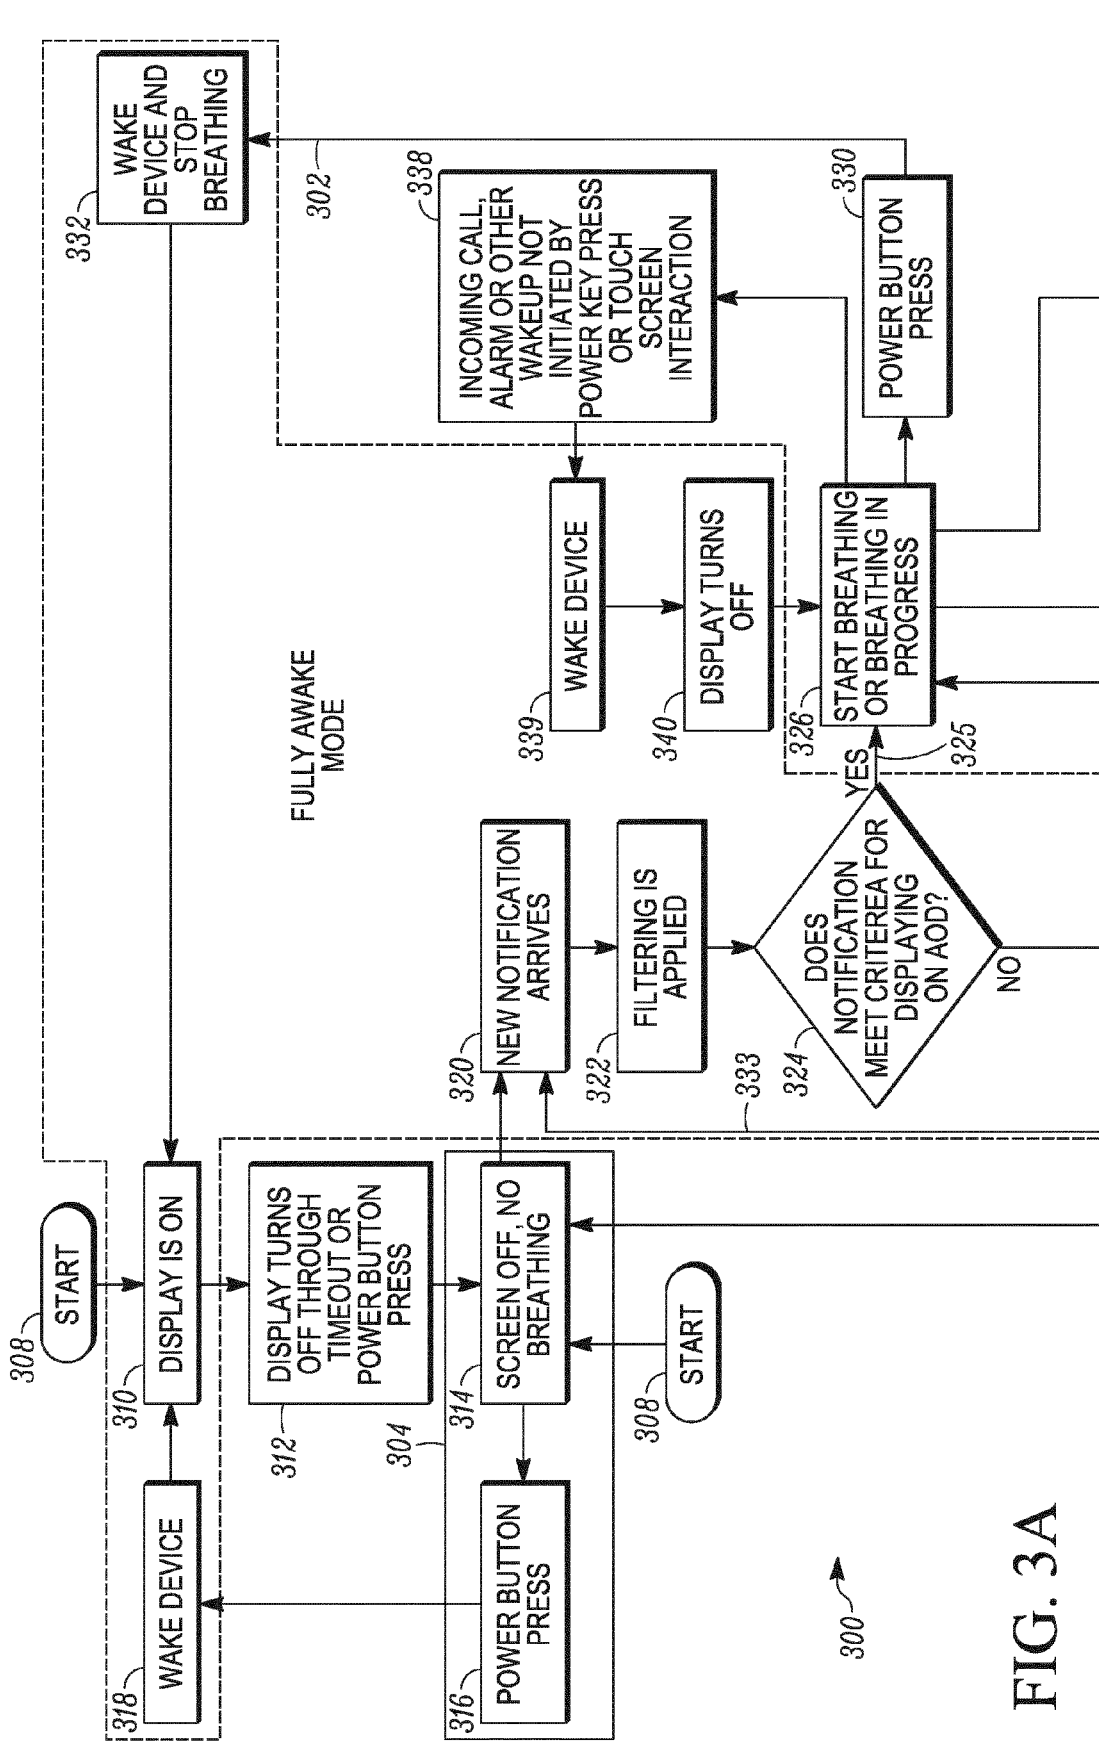 308
START
310
DISPLAY IS ON
318
WAKE DEVICE
332
WAKE
DEVICE AND
STOP
BREATHING
312
DISPLAY TURNS
OFF THROUGH
TIMEOUT OR
POWER BUTTON
PRESS
FULLY AWAKE
MODE
302
304
314
SCREEN OFF, NO
BREATHING
316
POWER BUTTON
PRESS
308
START
320
NEW NOTIFICATION
ARRIVES
322
FILTERING IS
APPLIED
333
324
DOES
NOTIFICATION
MEET CRITEREA FOR
DISPLAYING
ON AOD?
YES
NO
325
338
INCOMING CALL,
ALARM OR OTHER
WAKEUP NOT
INITIATED BY
POWER KEY PRESS
OR TOUCH
SCREEN
INTERACTION
339
WAKE DEVICE
340
DISPLAY TURNS
OFF
326
START BREATHING
OR BREATHING IN
PROGRESS
330
POWER BUTTON
PRESS
300
FIG. 3A